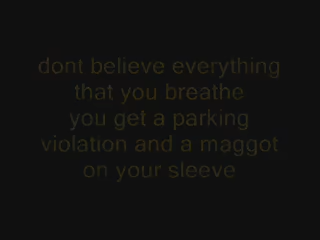 dont believe everything
that you breathe
you get a parking
violation and a maggot
on your sleeve